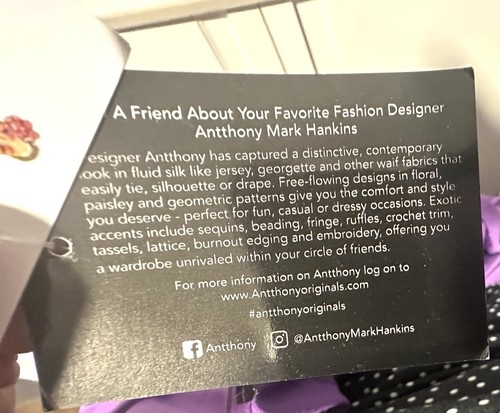 A Friend About Your Favorite Fashion Designer
Antthony Mark Hankins
esigner Antthony has captured a distinctive, contemporary
ook in fluid silk like jersey, georgette and other waif fabrics that
easily tie, silhouette or drape. Free-flowing designs in floral,
paisley and geometric patterns give you the comfort and style
you deserve - perfect for fun, casual or dressy occasions. Exotic
accents include sequins, beading, fringe, ruffles, crochet trim,
tassels, lattice, burnout edging and embroidery, offering you
a wardrobe unrivaled within your circle of friends.
For more information on Antthony log on to
www.Antthonyoriginals.com
#antthonyoriginals
Antthony @AntthonyMarkHankins